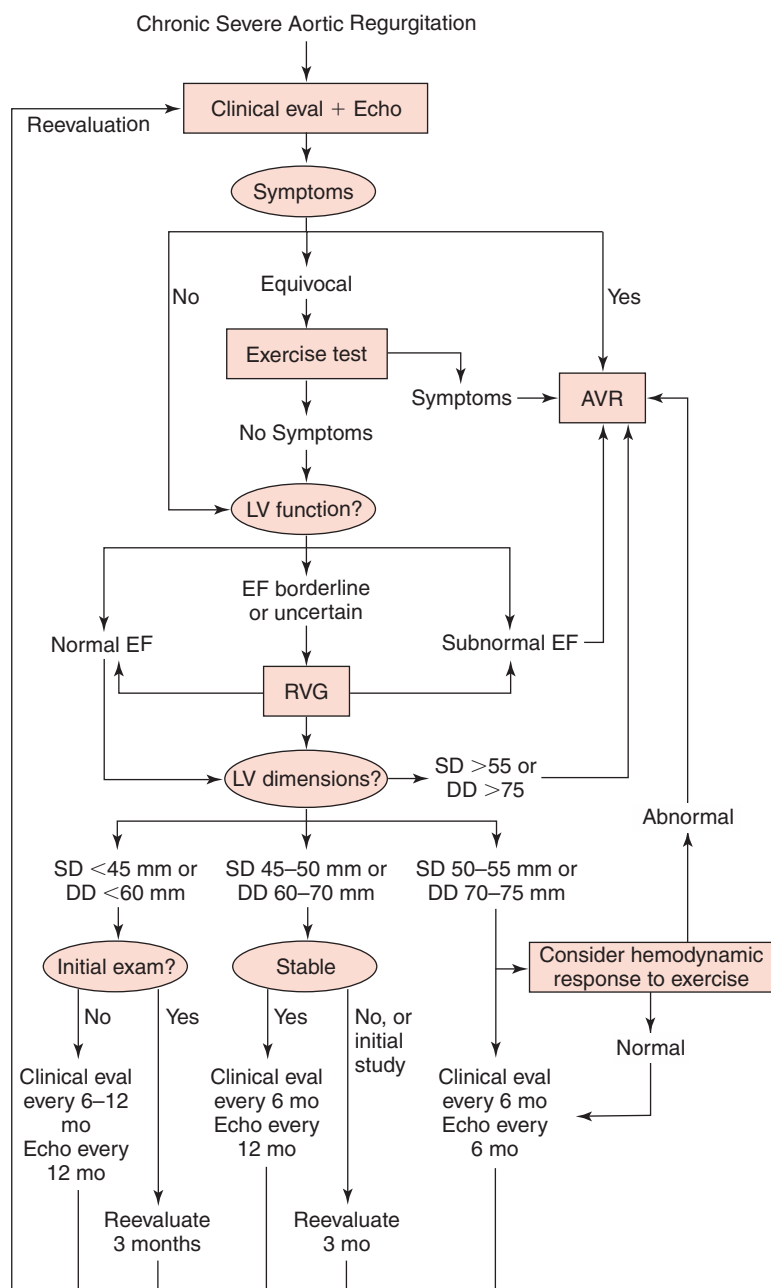 Chronic Severe Aortic Regurgitation
Clinical eval + Echo
Reevaluation
Symptoms
No
Equivocal
Yes
Exercise test
Symptoms
AVR
No Symptoms
LV function?
EF borderline
or uncertain
Normal EF
Subnormal EF
RVG
LV dimensions?
SD >55 or
DD >75
Abnormal
SD <45 mm or
DD <60 mm
SD 45–50 mm or
DD 60–70 mm
SD 50–55 mm or
DD 70–75 mm
Initial exam?
Stable
Consider hemodynamic
response to exercise
No
Yes
Yes
No, or
initial
study
Normal
Clinical eval
every 6–12
mo
Echo every
12 mo
Clinical eval
every 6 mo
Echo every
12 mo
Clinical eval
every 6 mo
Echo every
6 mo
Reevaluate
3 months
Reevaluate
3 mo